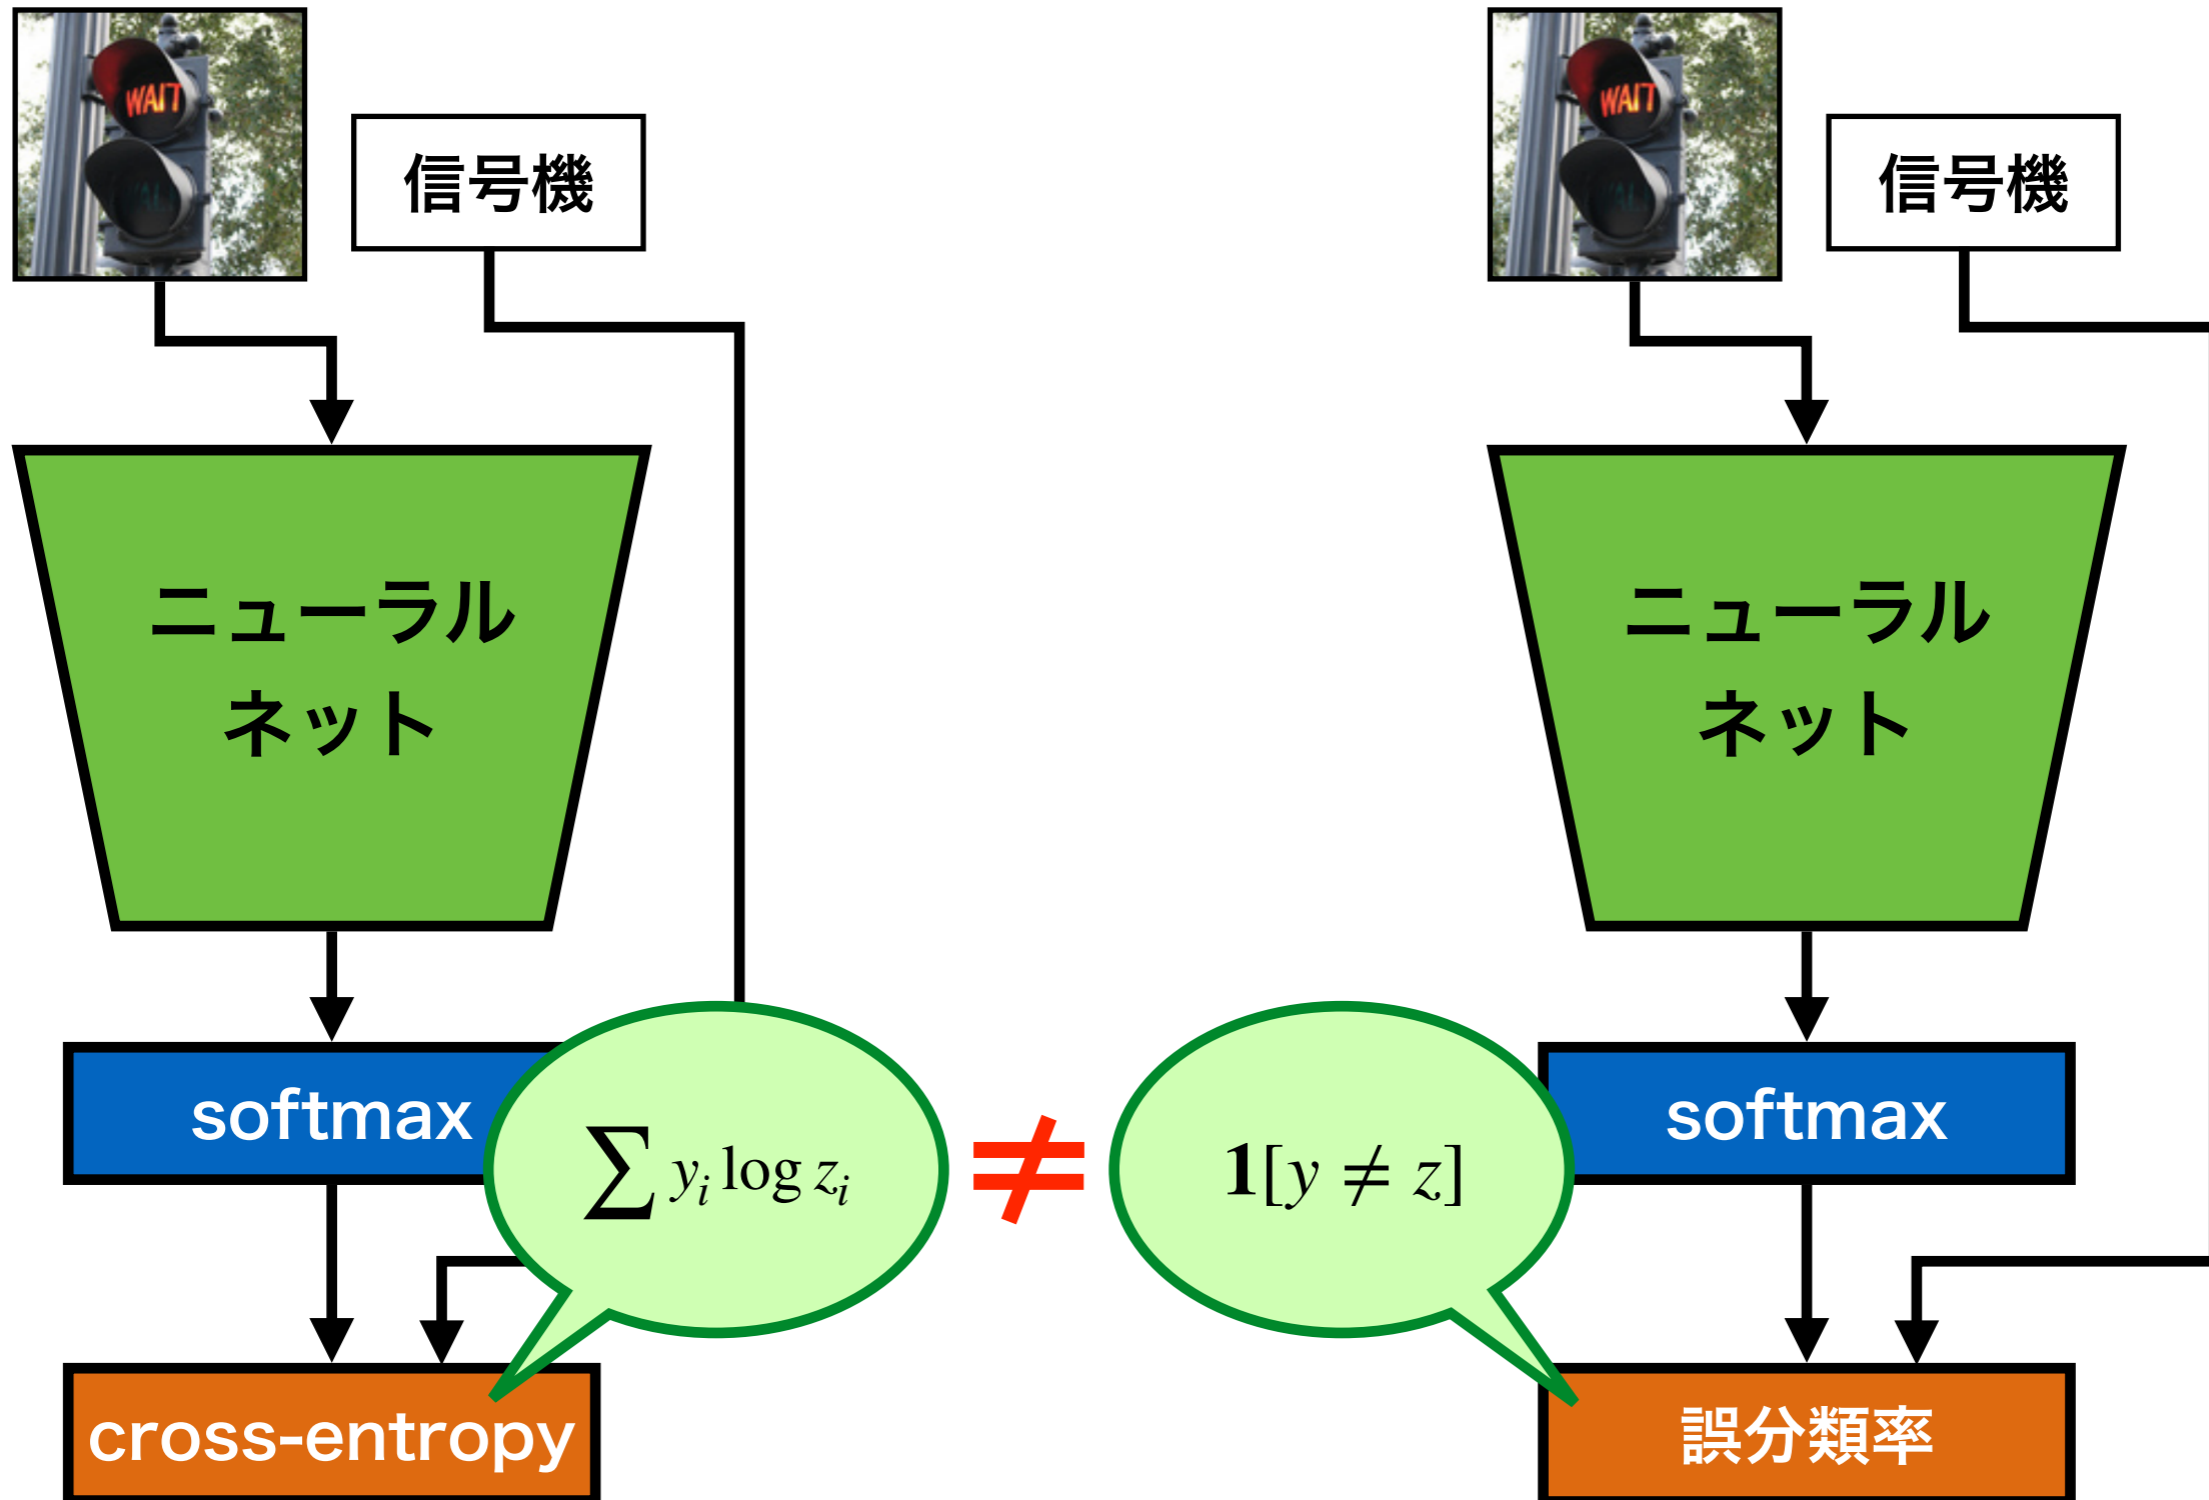 WAIT
信号機
ニューラル
ネット
softmax
∑ yᵢ log zᵢ
cross-entropy
≠
WAIT
信号機
ニューラル
ネット
softmax
1[y ≠ z]
誤分類率